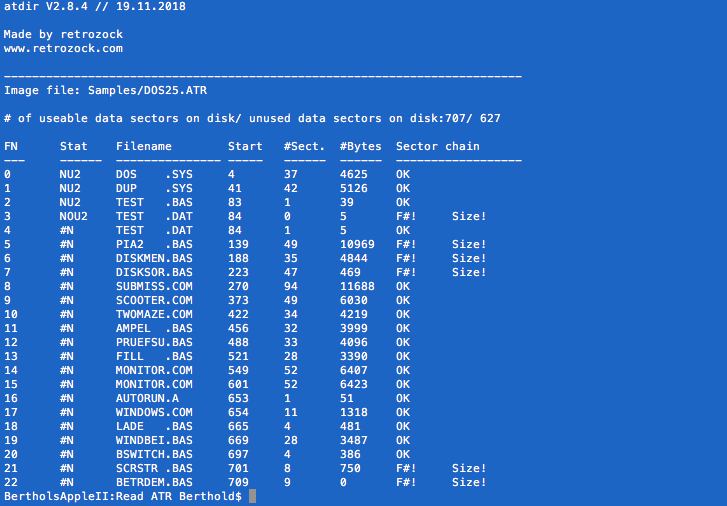 atdir V2.8.4 // 19.11.2018
Made by retrozock
www.retrozock.com
--------------------------------------------------------------------------
Image file: Samples/DOS25.ATR
# of useable data sectors on disk/ unused data sectors on disk:707/ 627
FN      Stat    Filename        Start   #Sect.  #Bytes  Sector chain
---     ------  --------------- -----   ------  ------  ------------------
0       NU2     DOS    .SYS     4       37      4625    OK
1       NU2     DUP    .SYS     41      42      5126    OK
2       NU2     TEST   .BAS     83      1       39      OK
3       NOU2    TEST   .DAT     84      0       5       F#!     Size!
4       #N      TEST   .DAT     84      1       5       OK
5       #N      PIA2   .BAS     139     49      10969   F#!     Size!
6       #N      DISKMEN.BAS     188     35      4844    F#!     Size!
7       #N      DISKSOR.BAS     223     47      469     F#!     Size!
8       #N      SUBMISS.COM     270     94      11688   OK
9       #N      SCOOTER.COM     373     49      6030    OK
10      #N      TWOMAZE.COM     422     34      4219    OK
11      #N      AMPEL  .BAS     456     32      3999    OK
12      #N      PRUEFSU.BAS     488     33      4096    OK
13      #N      FILL   .BAS     521     28      3390    OK
14      #N      MONITOR.COM     549     52      6407    OK
15      #N      MONITOR.COM     601     52      6423    OK
16      #N      AUTORUN.A       653     1       51      OK
17      #N      WINDOWS.COM     654     11      1318    OK
18      #N      LADE   .BAS     665     4       481     OK
19      #N      WINDBEI.BAS     669     28      3487    OK
20      #N      BSWITCH.BAS     697     4       386     OK
21      #N      SCRSTR .BAS     701     8       750     F#!     Size!
22      #N      BETRDEM.BAS     709     9       0       F#!     Size!
BertholsAppleII:Read ATR Berthold$